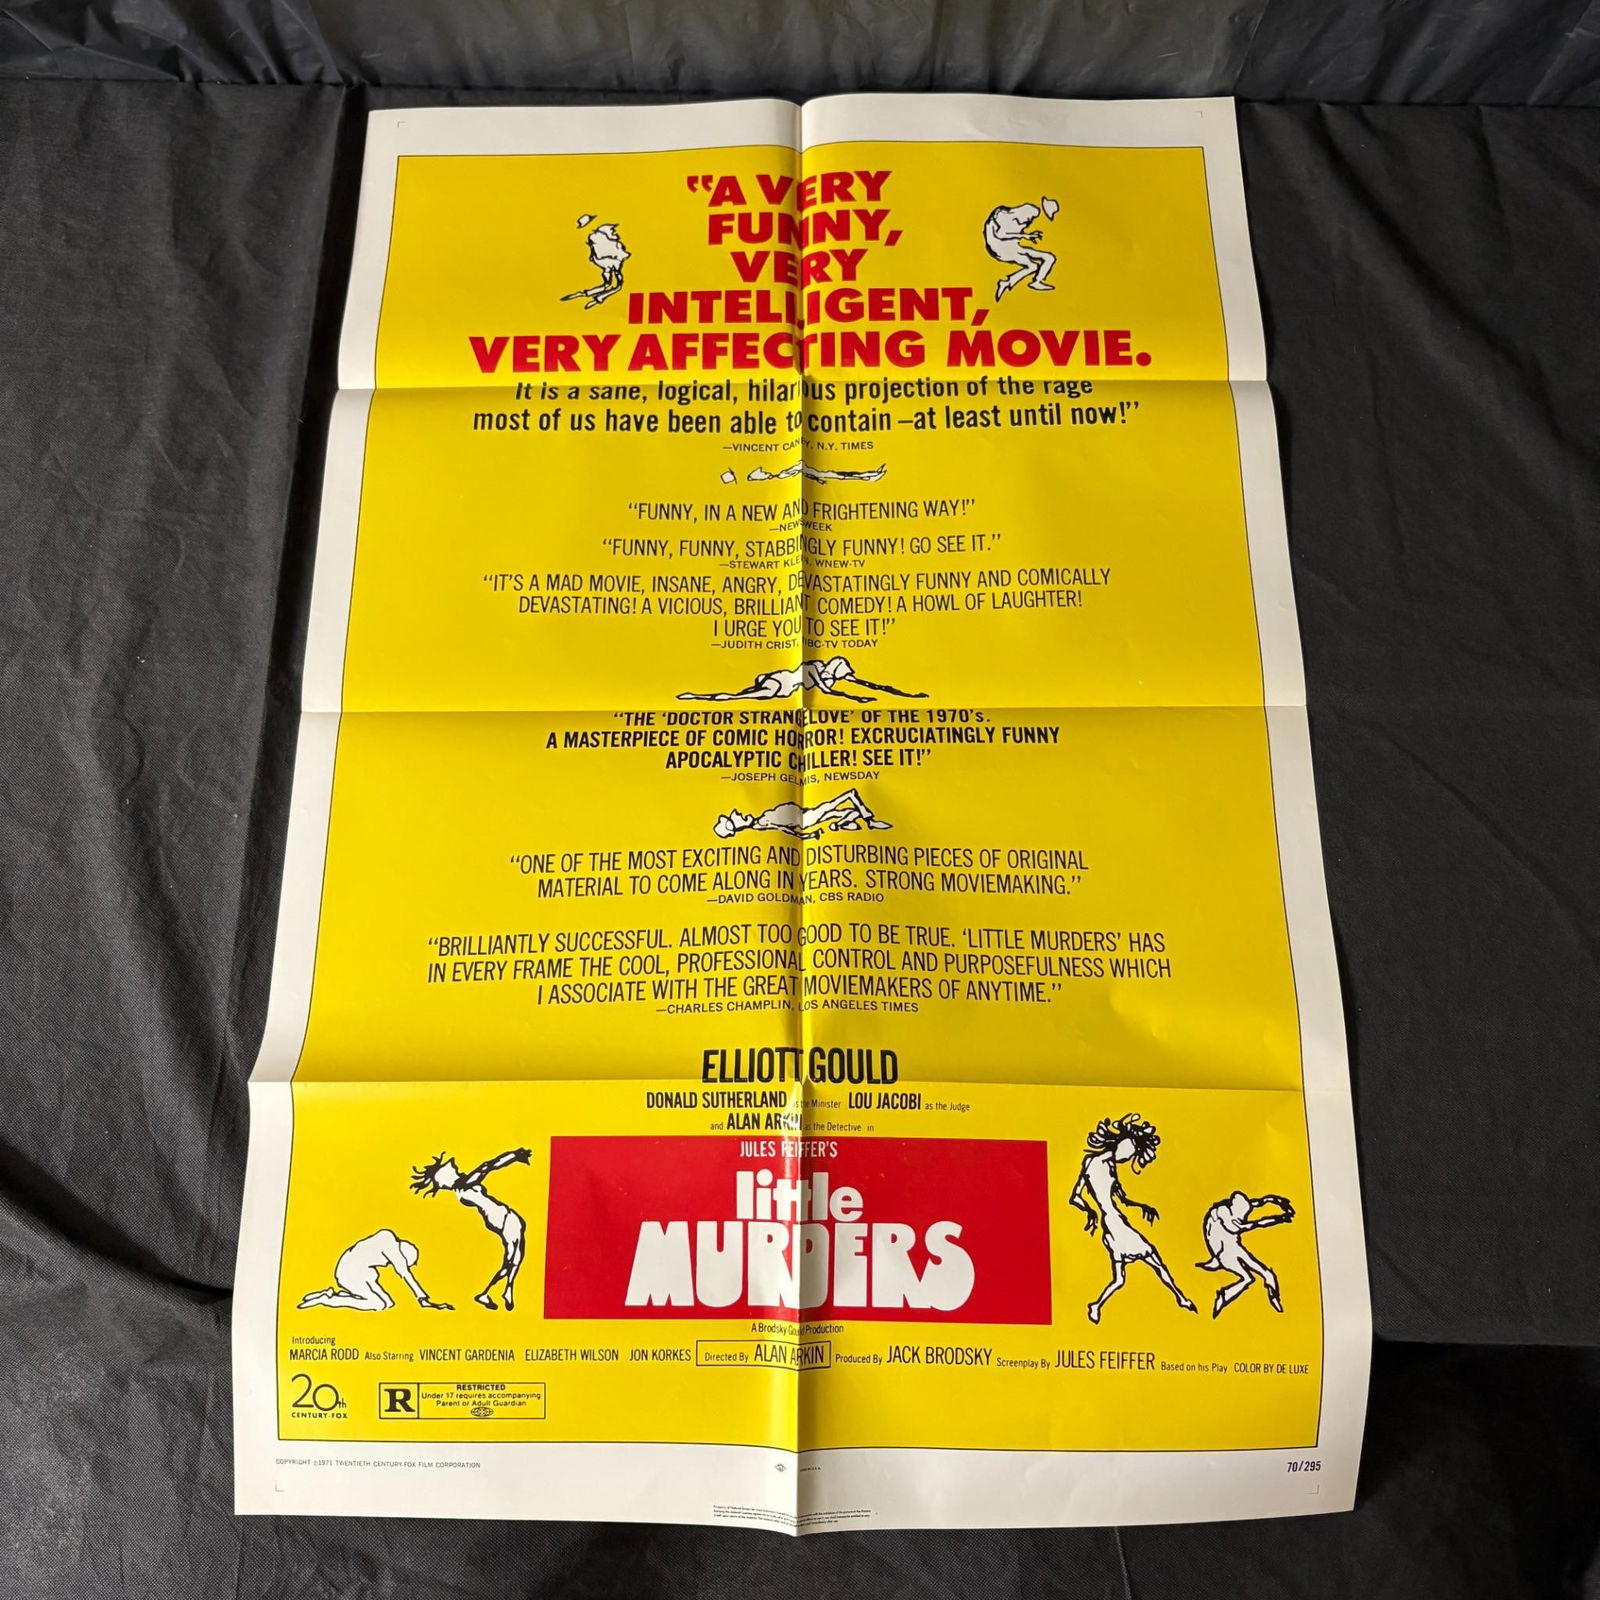 “A VERY
FUNNY,
VERY
INTELLIGENT,
VERY AFFECTING MOVIE.
It is a sane, logical, hilarious projection of the rage
most of us have been able to contain—at least until now!”
—VINCENT CANBY, N.Y. TIMES
“FUNNY, IN A NEW AND FRIGHTENING WAY!”
—NEWSWEEK
“FUNNY, FUNNY, STABBINGLY FUNNY! GO SEE IT.”
—STEWART KLEIN, WNEW-TV
“IT'S A MAD MOVIE, INSANE, ANGRY, DEVASTATINGLY FUNNY AND COMICALLY
DEVASTATING! A VICIOUS, BRILLIANT COMEDY! A HOWL OF LAUGHTER!
I URGE YOU TO SEE IT!”
—JUDITH CRIST, NBC-TV TODAY
“THE ‘DOCTOR STRANGELOVE’ OF THE 1970's.
A MASTERPIECE OF COMIC HORROR! EXCRUCIATINGLY FUNNY
APOCALYPTIC CHILLER! SEE IT!”
—JOSEPH GELMIS, NEWSDAY
“ONE OF THE MOST EXCITING AND DISTURBING PIECES OF ORIGINAL
MATERIAL TO COME ALONG IN YEARS. STRONG MOVIEMAKING.”
—DAVID GOLDMAN, CBS RADIO
“BRILLIANTLY SUCCESSFUL. ALMOST TOO GOOD TO BE TRUE. ‘LITTLE MURDERS’ HAS
IN EVERY FRAME THE COOL, PROFESSIONAL CONTROL AND PURPOSEFULNESS WHICH
I ASSOCIATE WITH THE GREAT MOVIEMAKERS OF ANYTIME.”
—CHARLES CHAMPLIN, LOS ANGELES TIMES
ELLIOTT GOULD
DONALD SUTHERLAND as the Minister LOU JACOBI as the Judge
and ALAN ARKIN as the Detective in
JULES FEIFFER'S
little
MURDERS
A Brodsky Gould Production
Introducing
MARCIA RODD Also Starring VINCENT GARDENIA ELIZABETH WILSON JON KORKES Directed By ALAN ARKIN Produced By JACK BRODSKY Screenplay By JULES FEIFFER Based on his Play COLOR BY DE LUXE
20th
CENTURY-FOX
R
RESTRICTED
Under 17 requires accompanying
Parent or Adult Guardian
COPYRIGHT ©1971 TWENTIETH CENTURY-FOX FILM CORPORATION
70/295